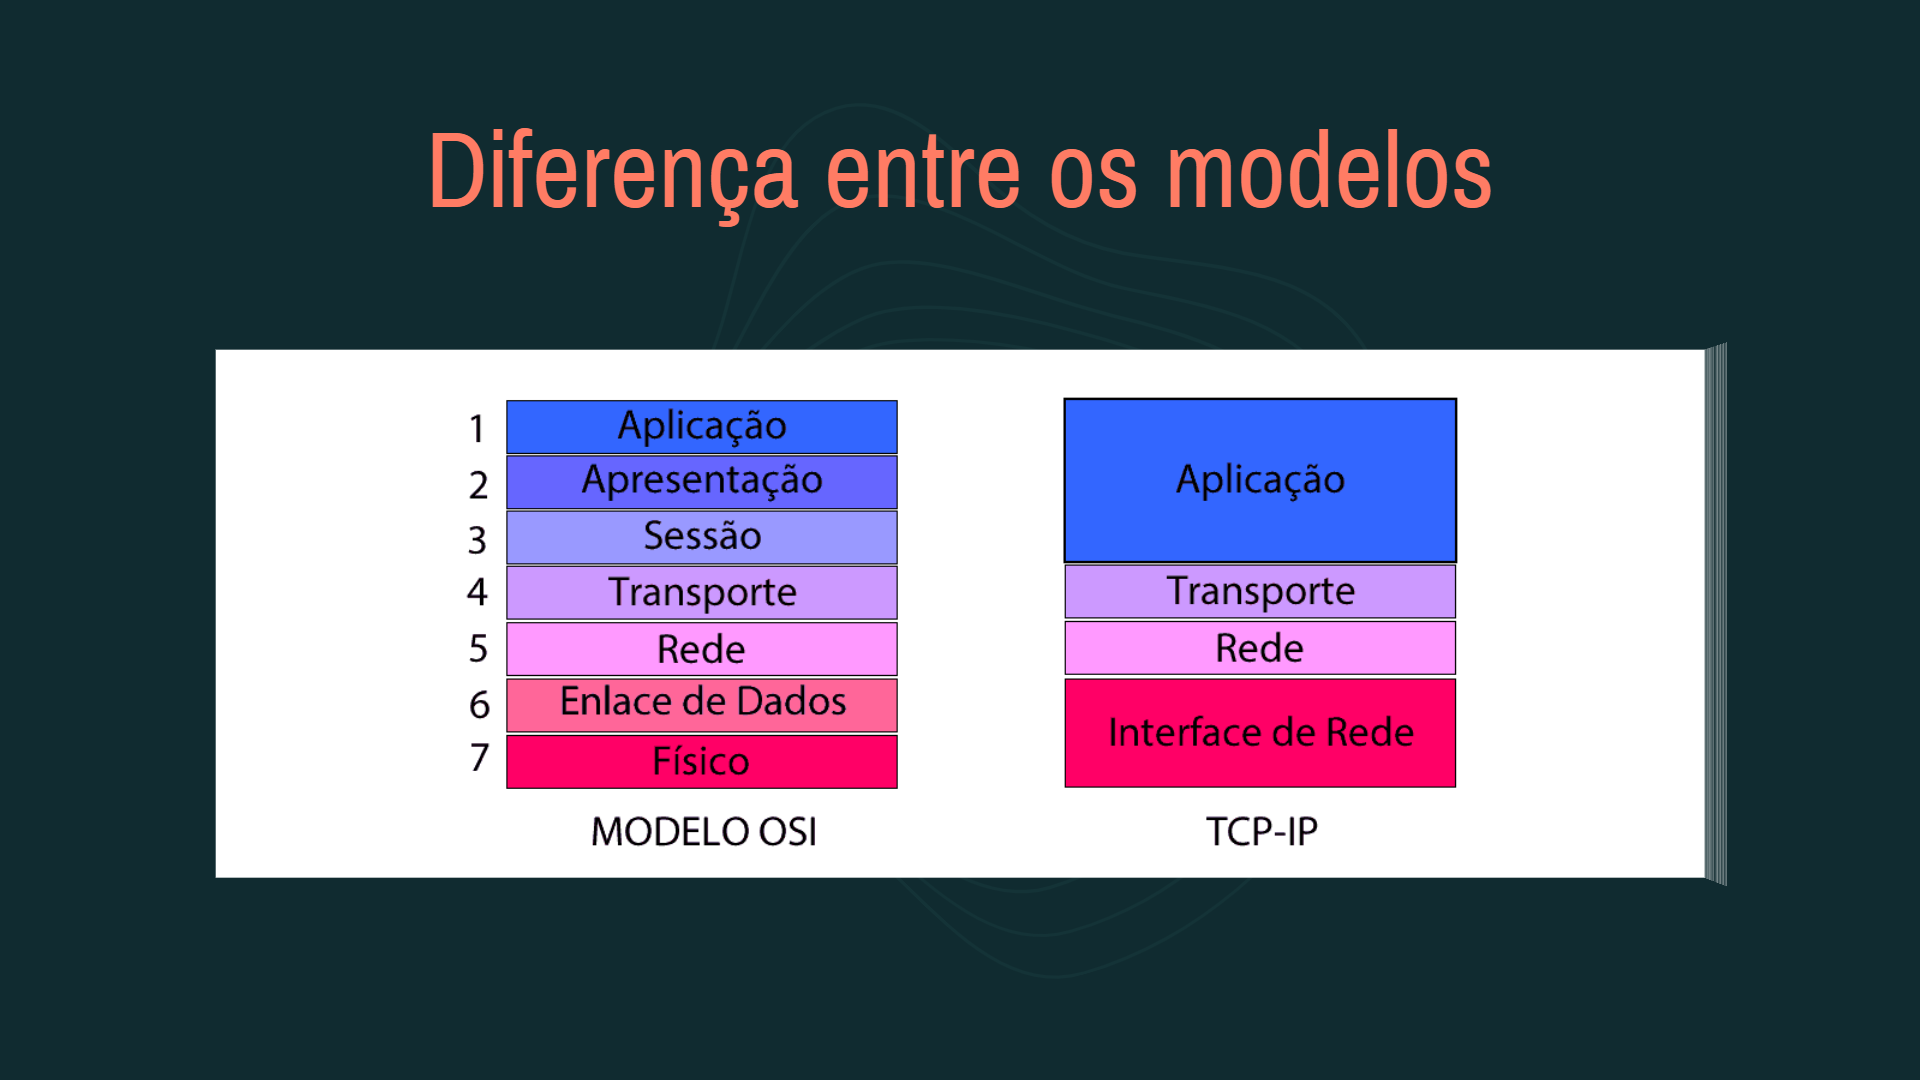 Diferença entre os modelos
1 Aplicação
2 Apresentação
3 Sessão
4 Transporte
5 Rede
6 Enlace de Dados
7 Físico
MODELO OSI
Aplicação
Transporte
Rede
Interface de Rede
TCP-IP